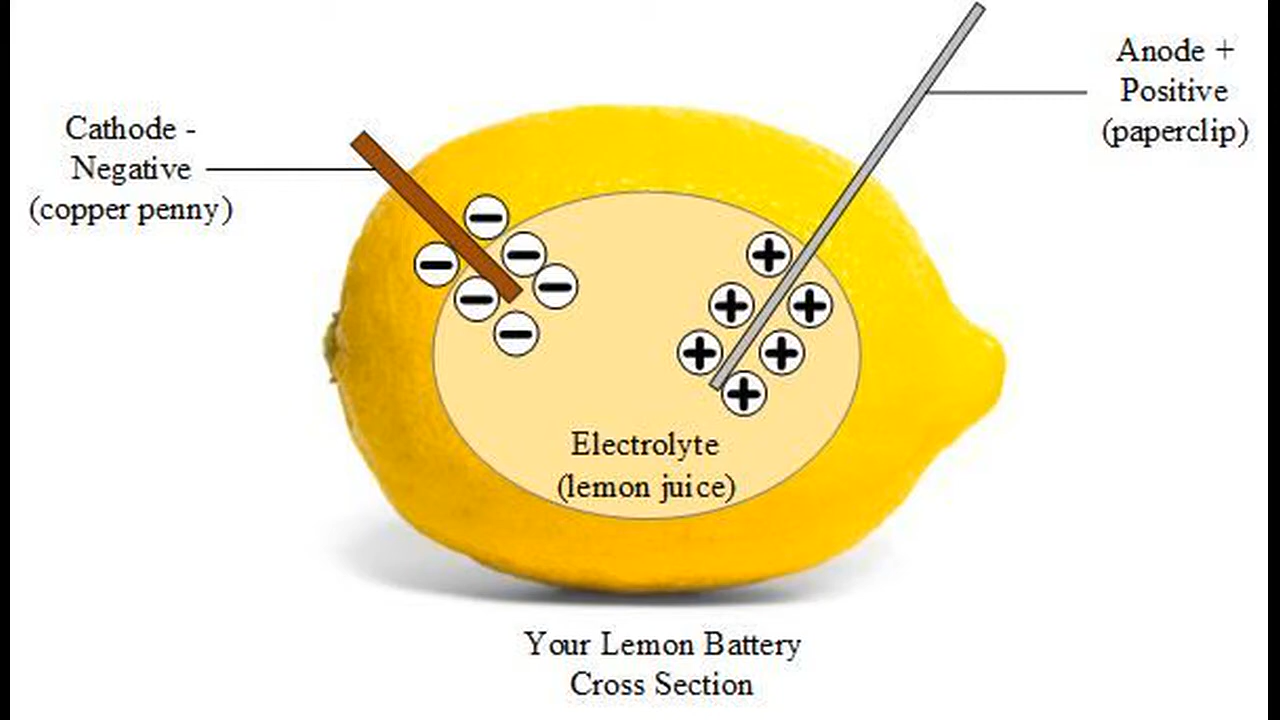 Cathode -
Negative
(copper penny)
Anode +
Positive
(paperclip)
Electrolyte
(lemon juice)
Your Lemon Battery
Cross Section